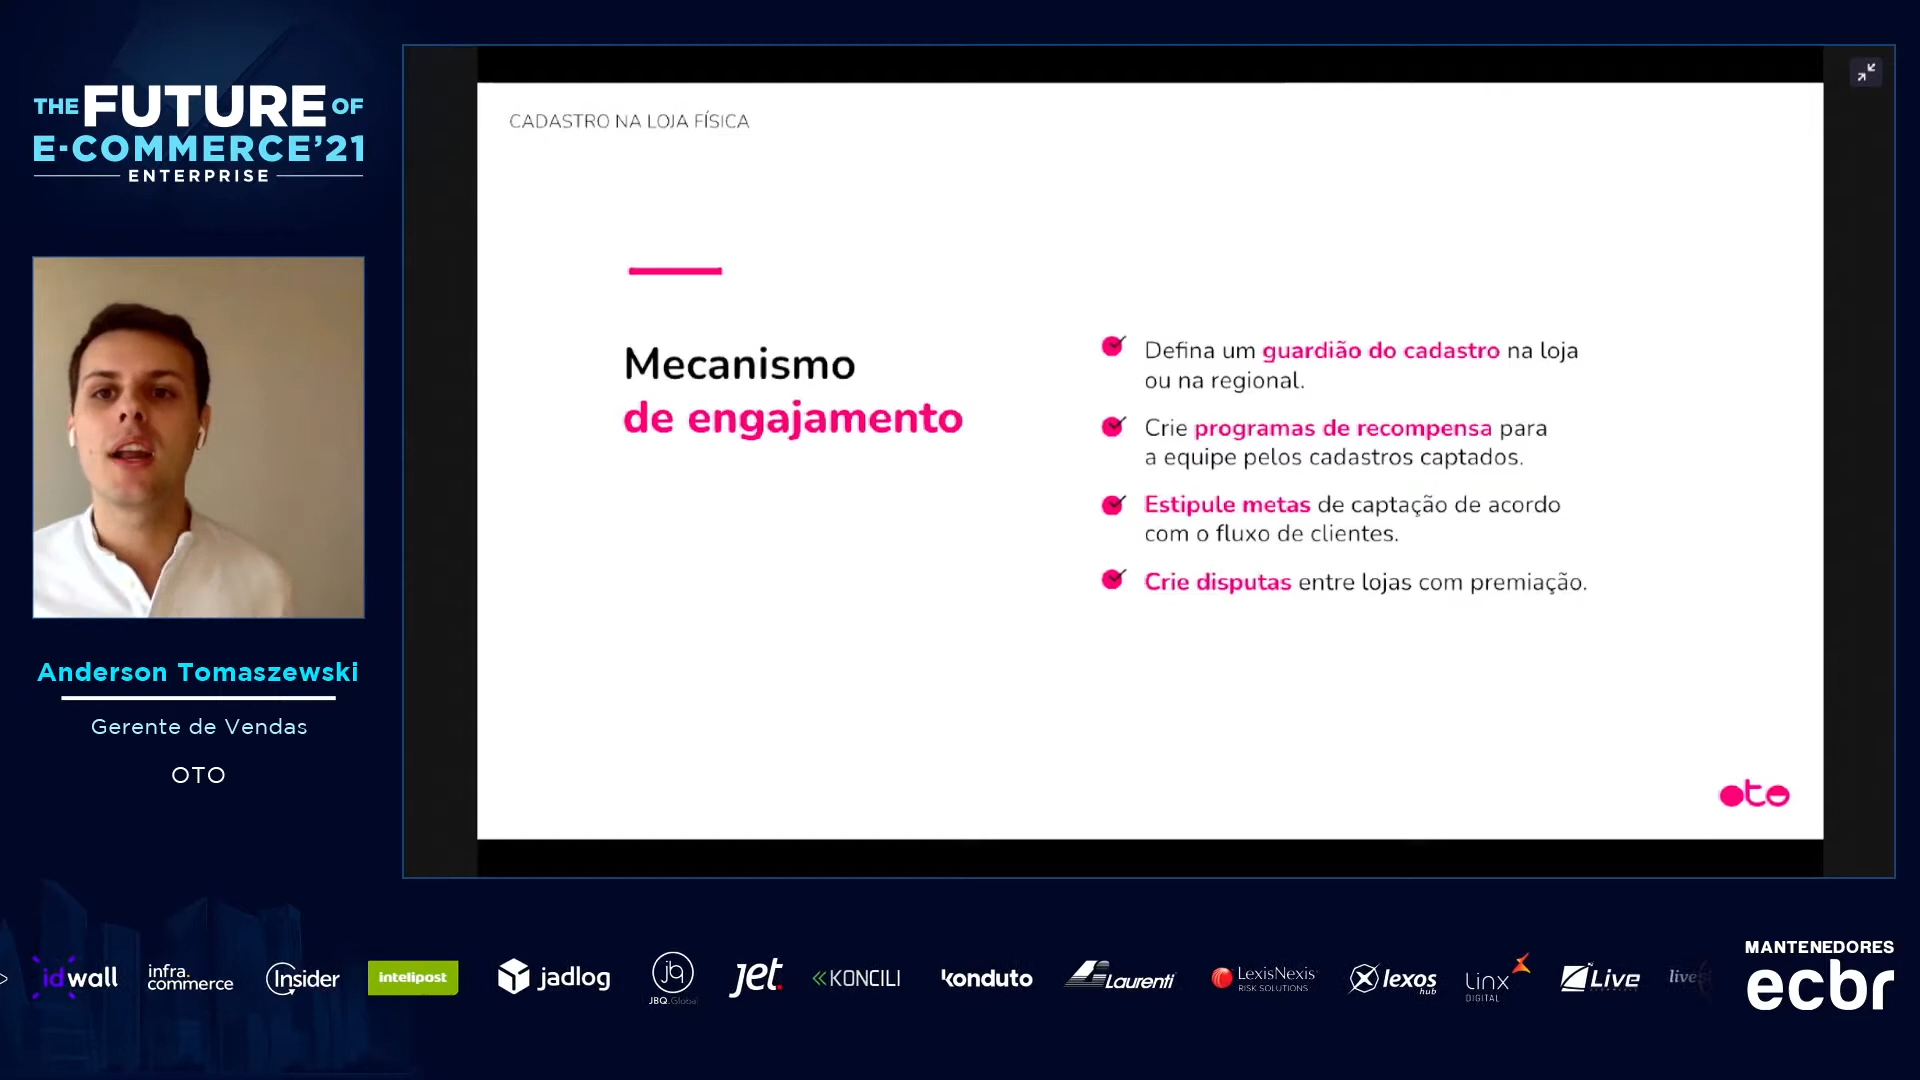 THE FUTURE OF
E-COMMERCE'21
ENTERPRISE
CADASTRO NA LOJA FÍSICA
Mecanismo
de engajamento
Defina um guardião do cadastro na loja
ou na regional.
Crie programas de recompensa para
a equipe pelos cadastros captados.
Estipule metas de captação de acordo
com o fluxo de clientes.
Crie disputas entre lojas com premiação.
oto
Anderson Tomaszewski
Gerente de Vendas
OTO
idwall
infra.
commerce
Insider
intelipost
jadlog
jq
JBQ.Global
jet.
KONCILI
konduto
Laurenti
LexisNexis
RISK SOLUTIONS
lexos
hub
Linx
DIGITAL
Live
live
MANTENEDORES
ecbr